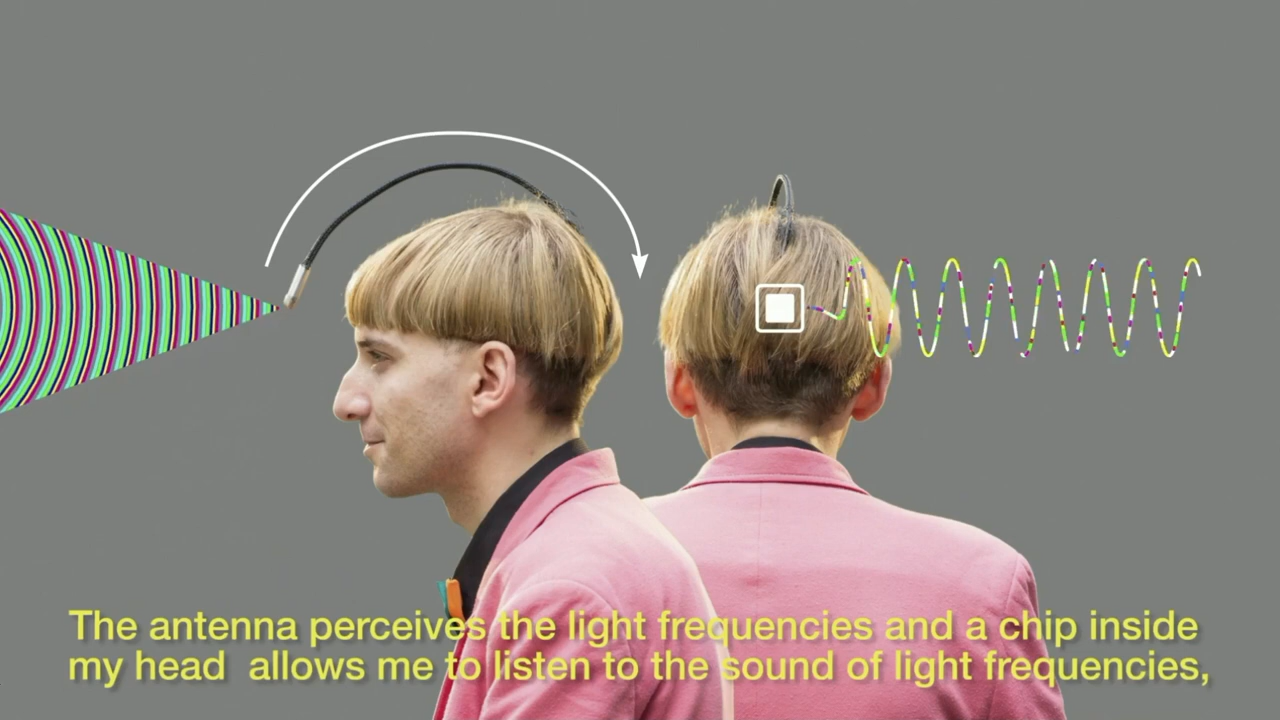 The antenna perceives the light frequencies and a chip inside
my head  allows me to listen to the sound of light frequencies,